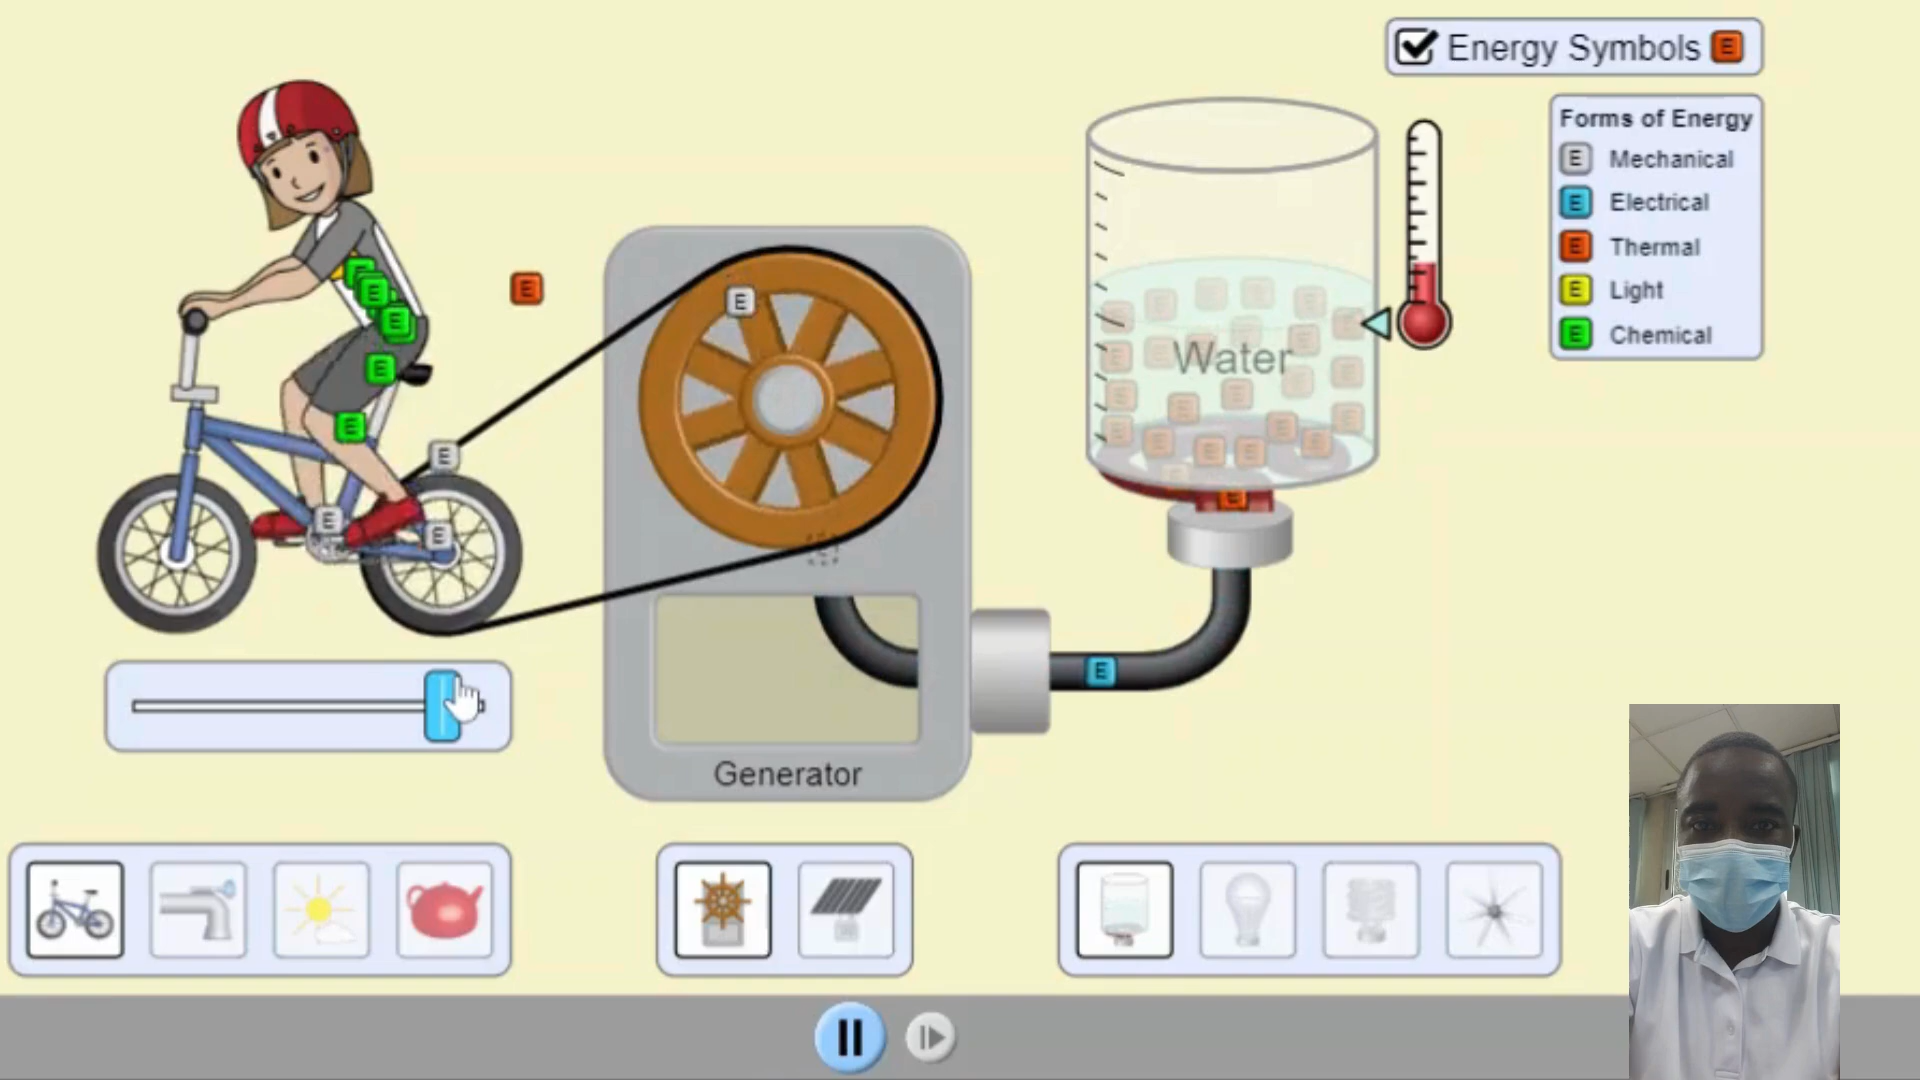 Energy Symbols E
Forms of Energy
E Mechanical
E Electrical
E Thermal
E Light
E Chemical
Water
Generator